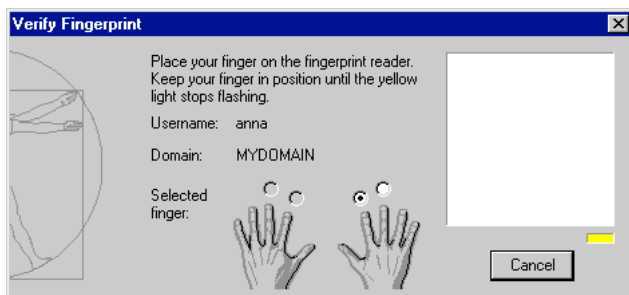 Verify Fingerprint
Place your finger on the fingerprint reader.
Keep your finger in position until the yellow
light stops flashing.
Username: anna
Domain: MYDOMAIN
Selected
finger:
Cancel